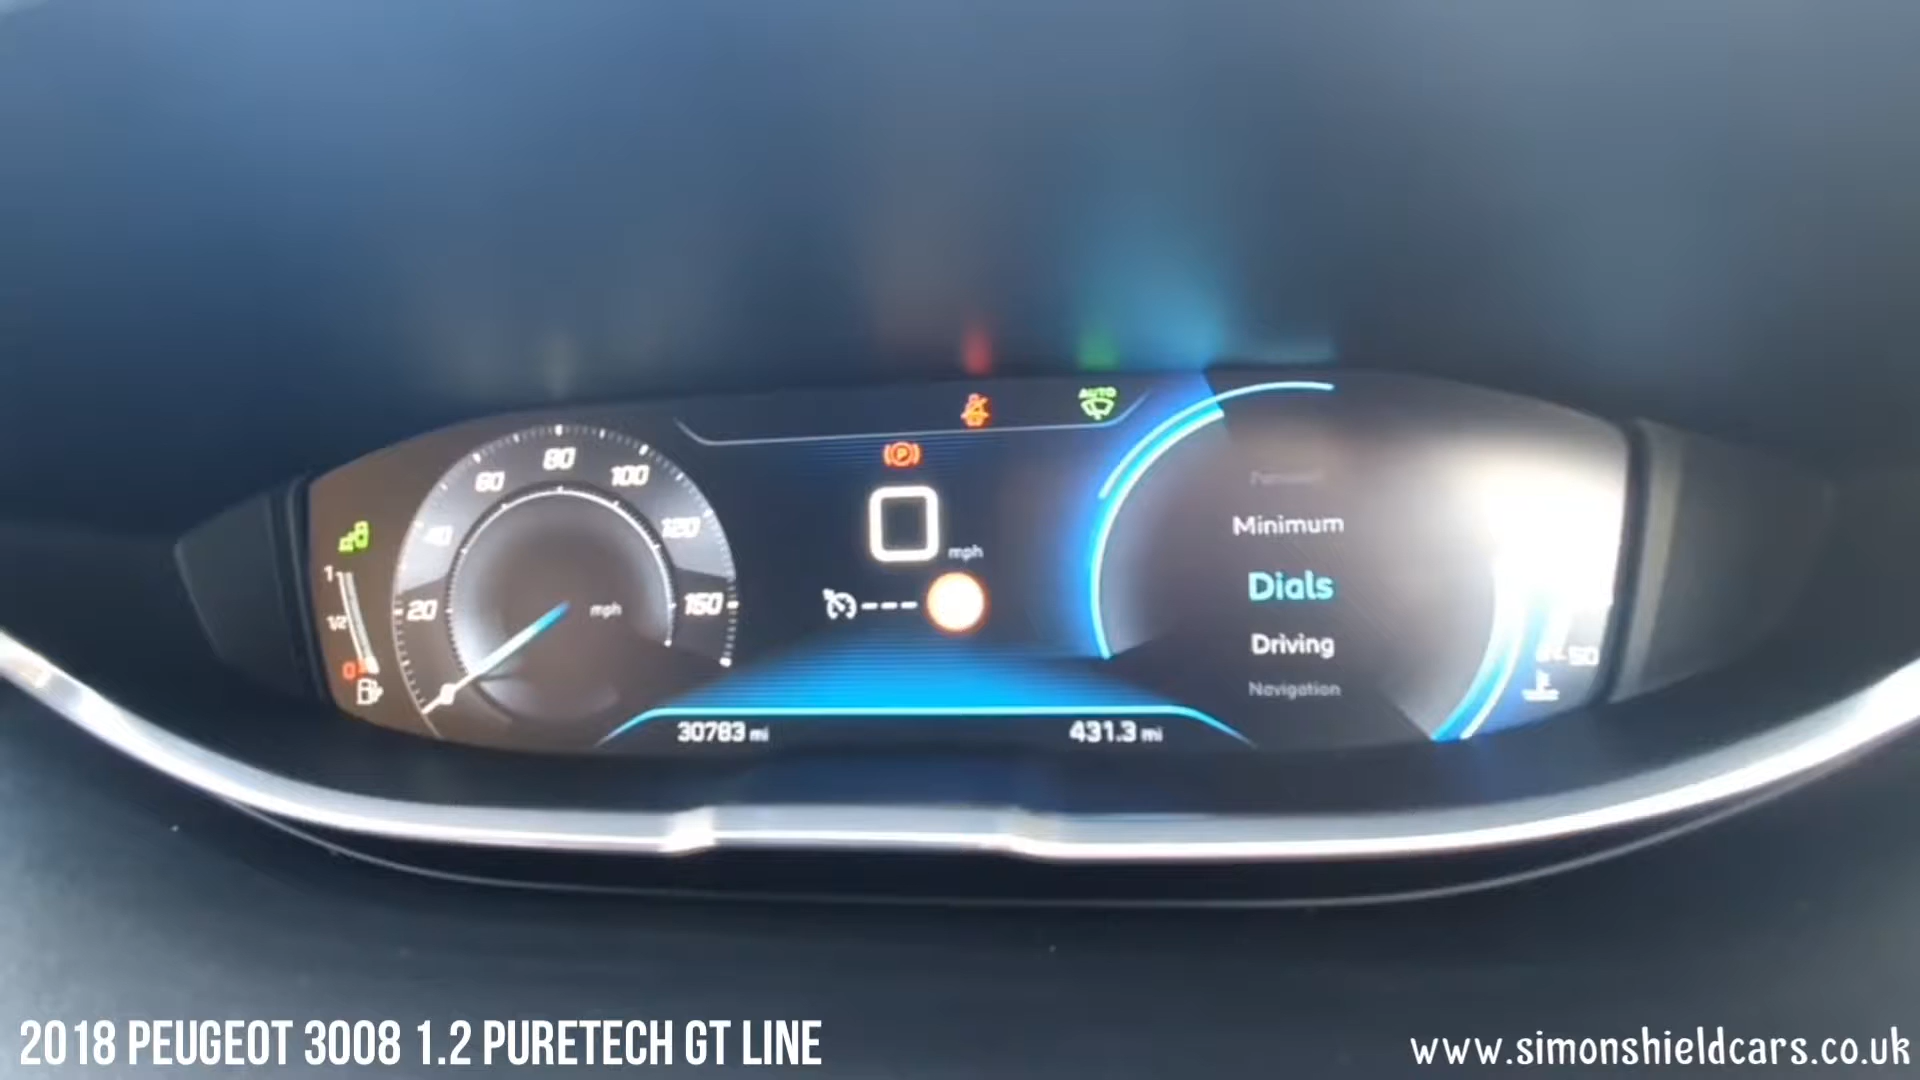 AUTO
80
60
100
40
120
20
160
mph
1
1/2
0
P
0
mph
Minimum
Dials
Driving
Navigation
50
30783 mi
431.3 mi
2018 PEUGEOT 3008 1.2 PURETECH GT LINE
www.simonshieldcars.co.uk